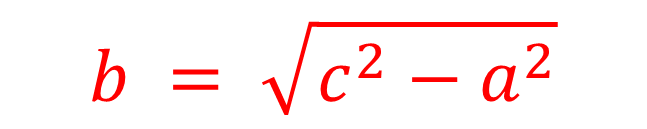 b = √(c² − a²)